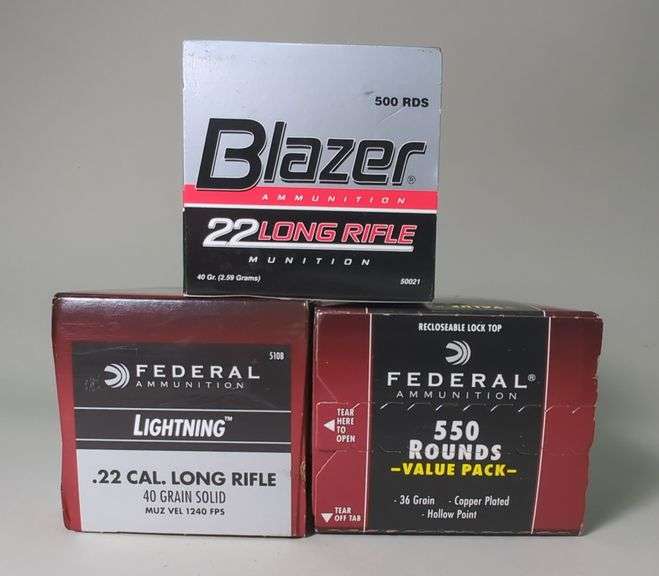 500 RDS
Blazer®
AMMUNITION
22 LONG RIFLE
MUNITION
40 Gr. (2.59 Grams)
50021
510B
FEDERAL
AMMUNITION
LIGHTNING™
.22 CAL. LONG RIFLE
40 GRAIN SOLID
MUZ VEL 1240 FPS
VALUE
RECLOSEABLE LOCK TOP
FEDERAL®
AMMUNITION
TEAR
HERE
TO
OPEN
550
ROUNDS
–VALUE PACK–
- 36 Grain - Copper Plated
- Hollow Point
TEAR
OFF TAB